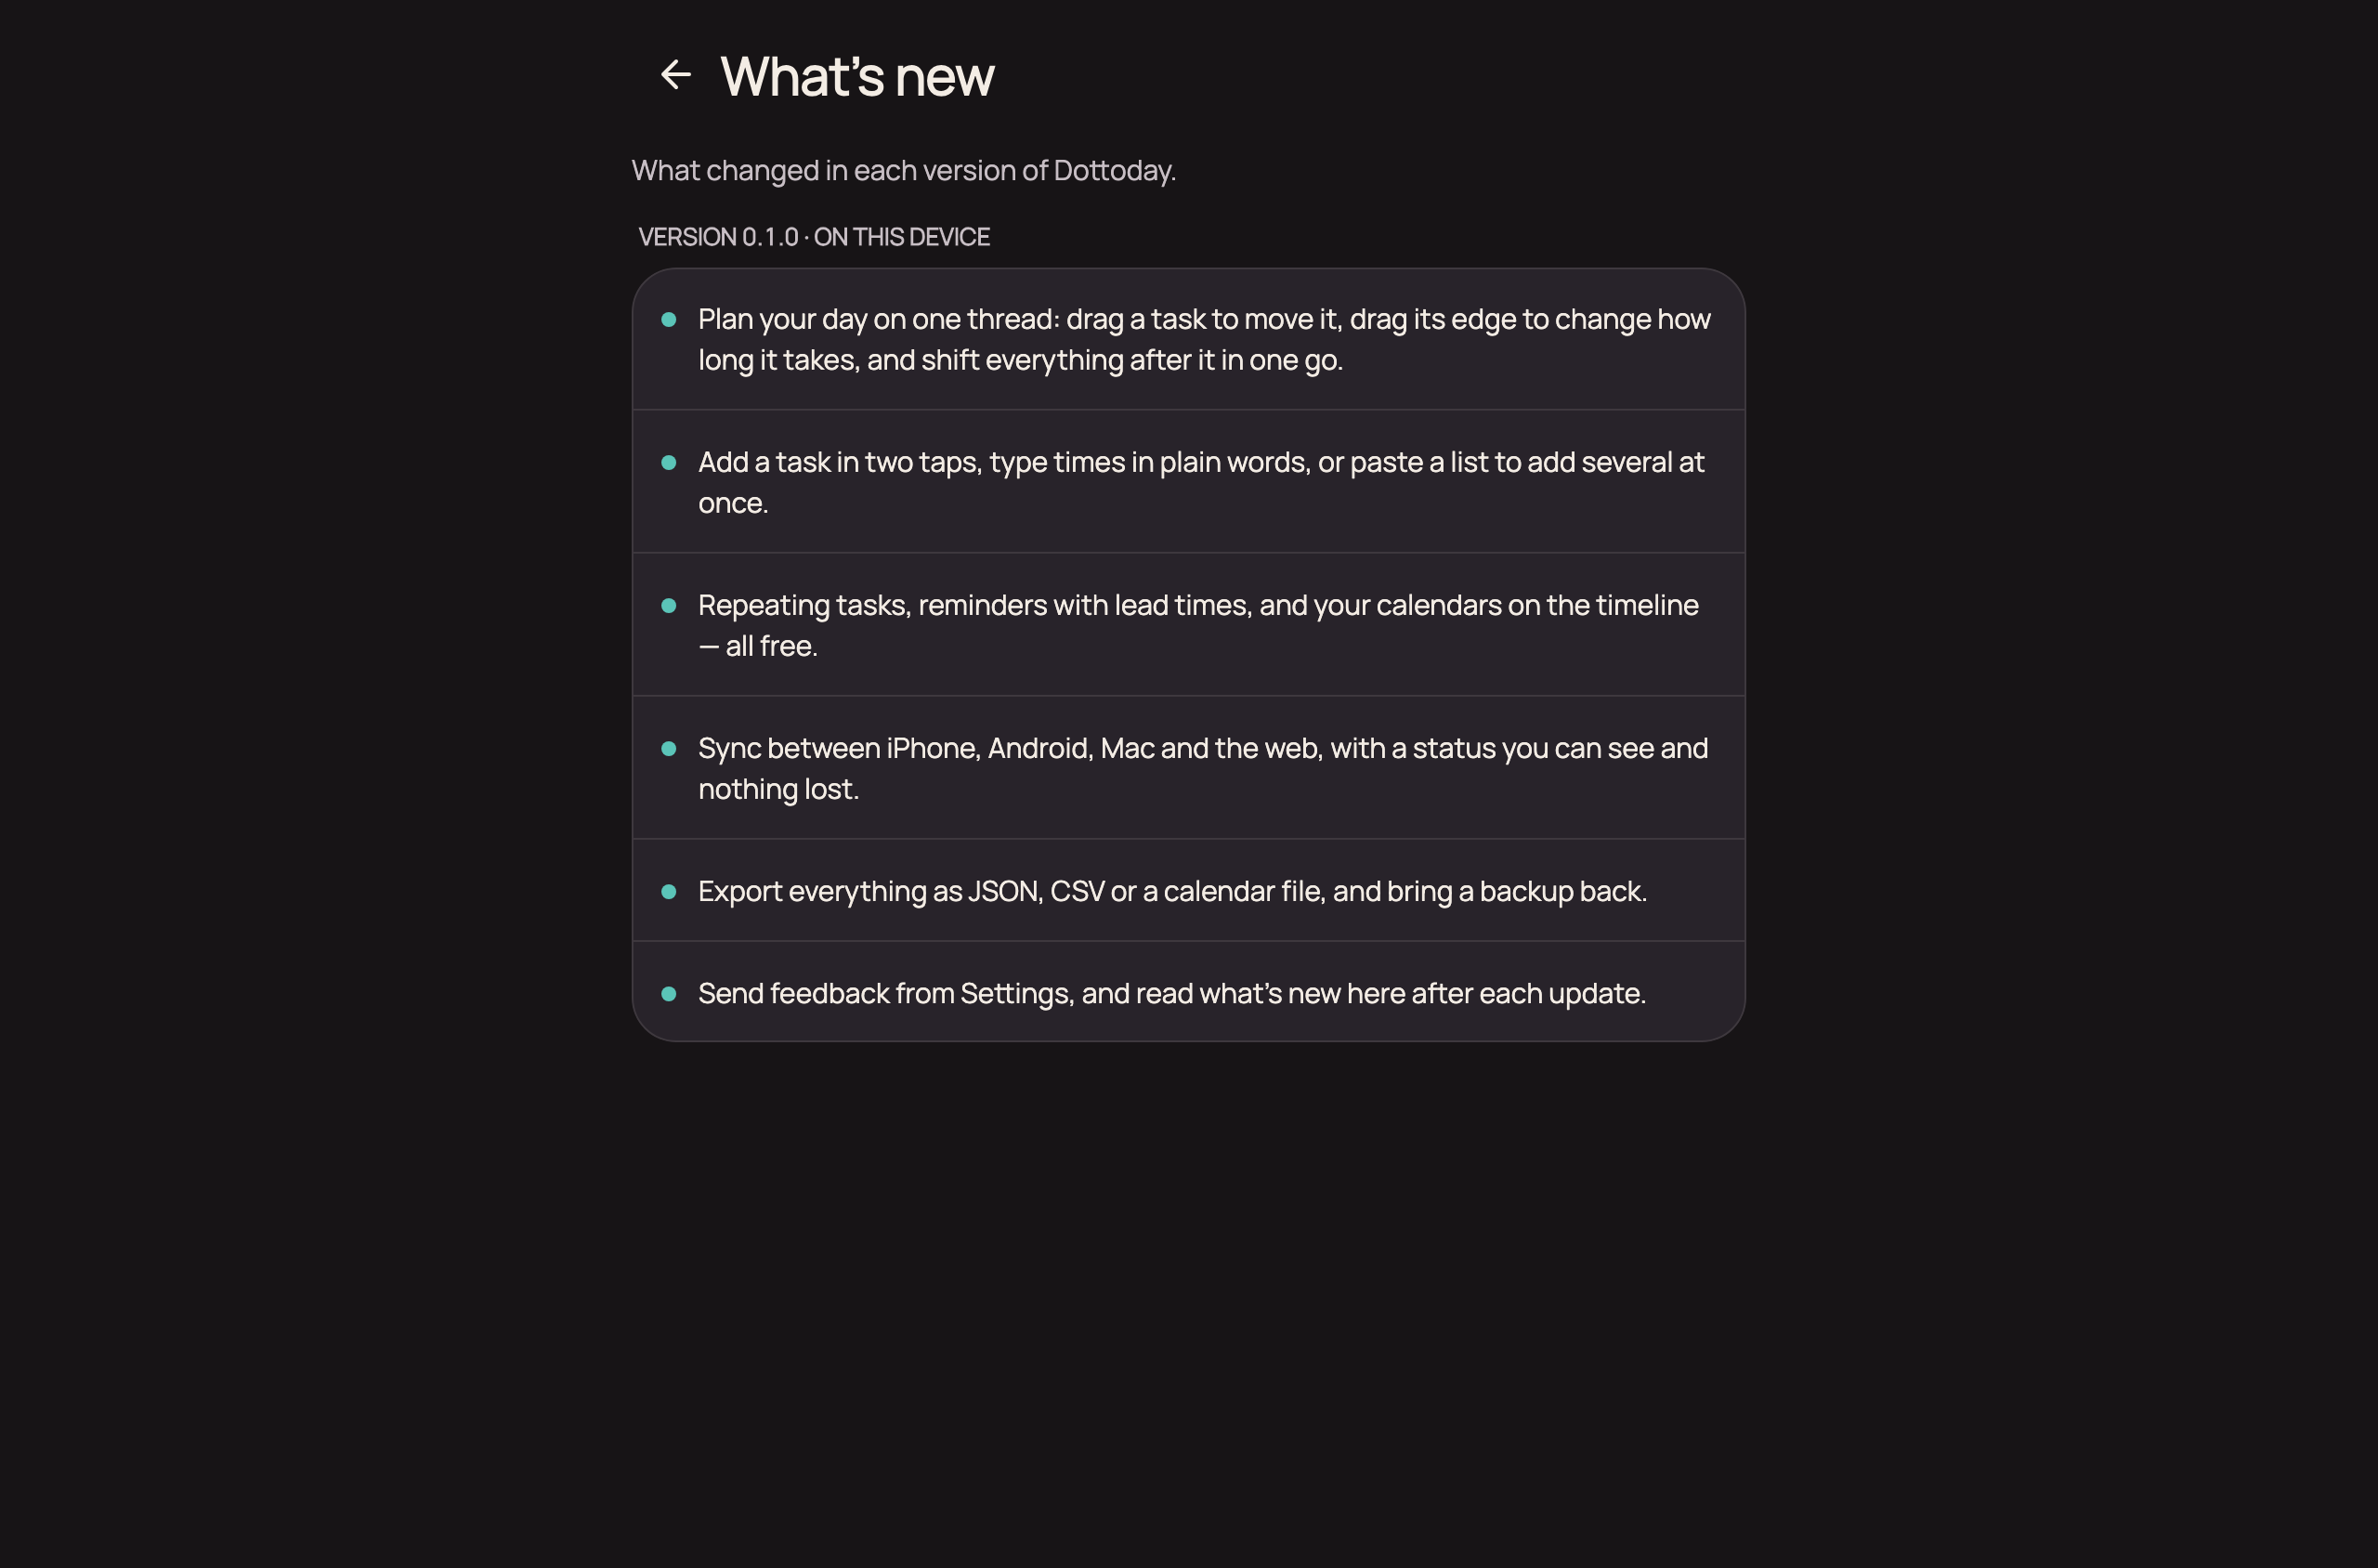 What's new
What changed in each version of Dottoday.
VERSION 0.1.0 · ON THIS DEVICE
Plan your day on one thread: drag a task to move it, drag its edge to change how
long it takes, and shift everything after it in one go.
Add a task in two taps, type times in plain words, or paste a list to add several at
once.
Repeating tasks, reminders with lead times, and your calendars on the timeline
— all free.
Sync between iPhone, Android, Mac and the web, with a status you can see and
nothing lost.
Export everything as JSON, CSV or a calendar file, and bring a backup back.
Send feedback from Settings, and read what's new here after each update.